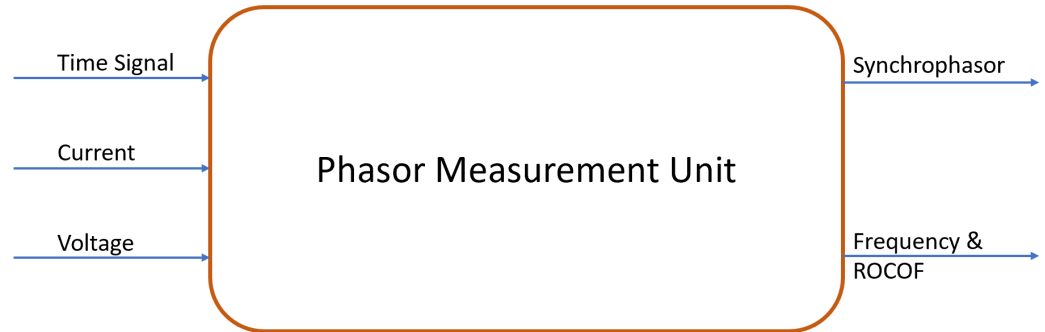 Time Signal
Current
Voltage
Phasor Measurement Unit
Synchrophasor
Frequency &
ROCOF